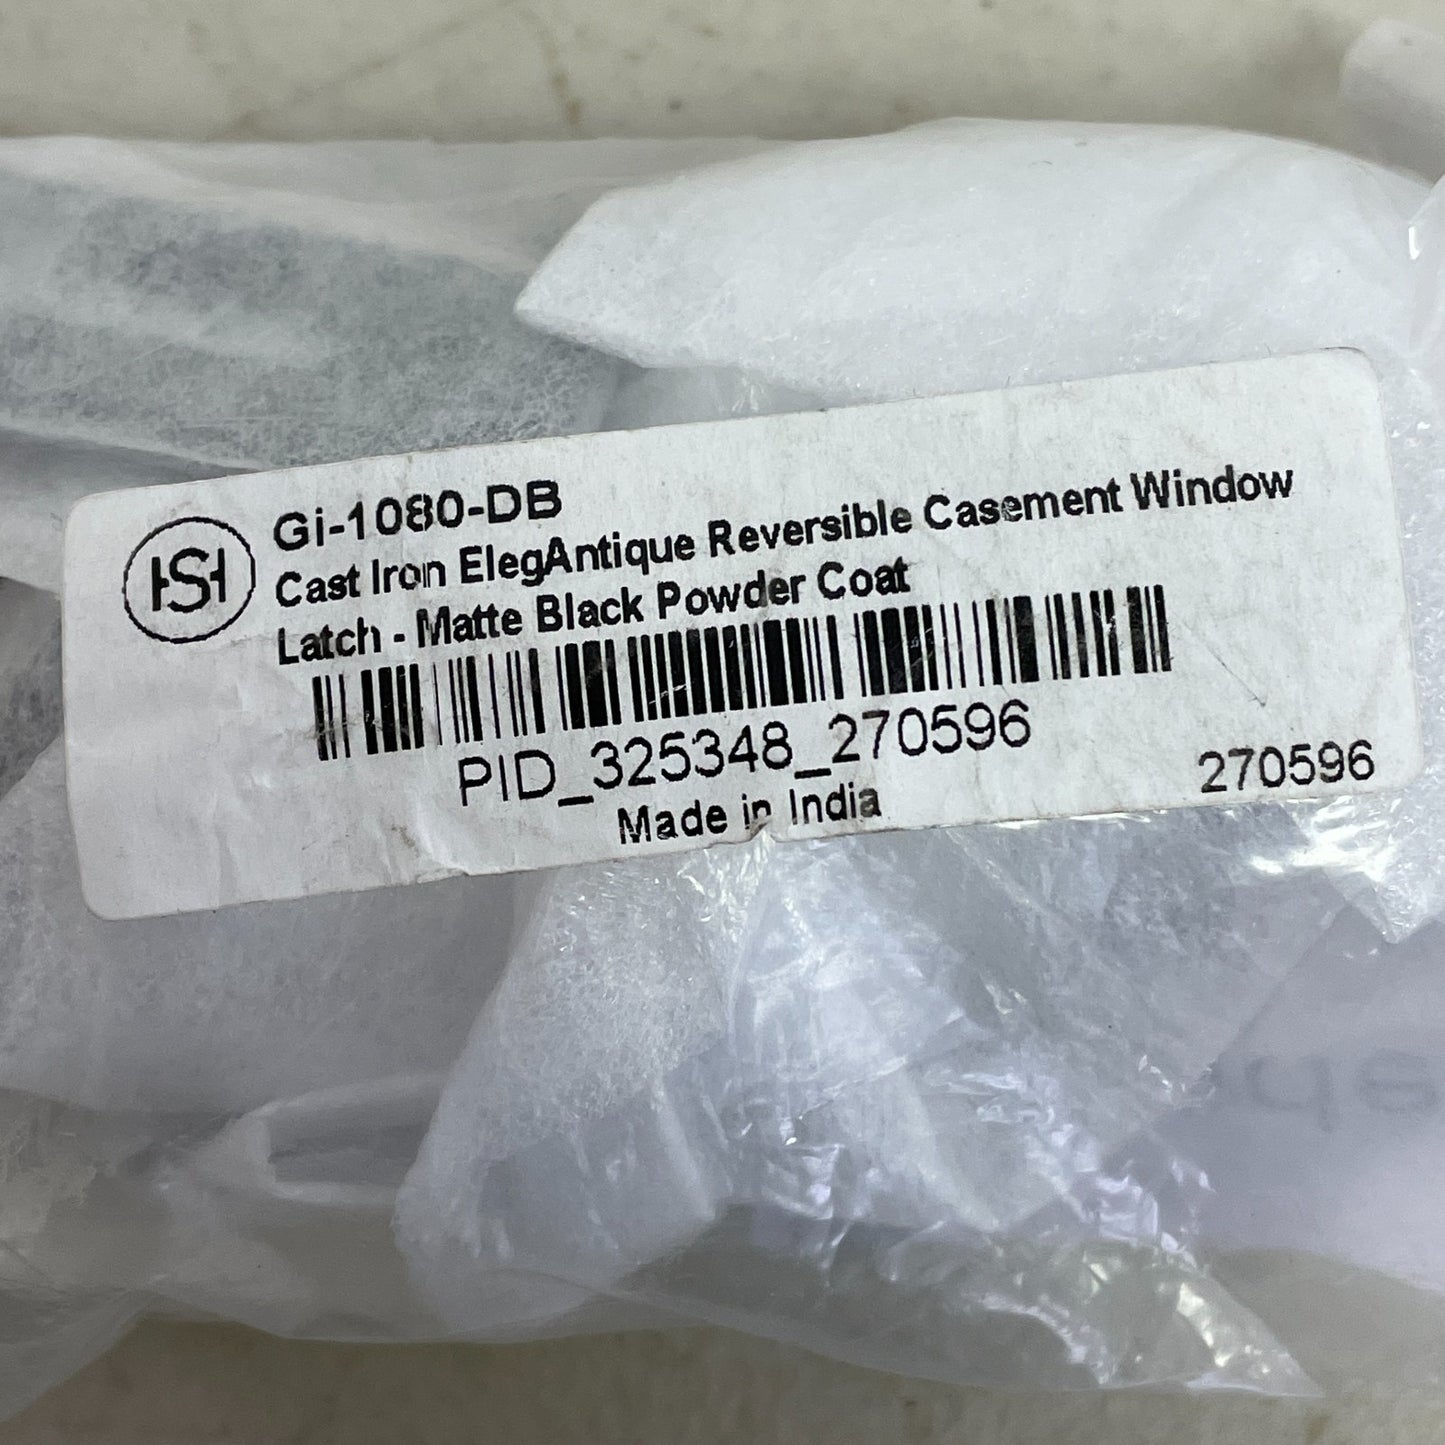 HSH
Gi-1080-DB
Cast Iron ElegAntique Reversible Casement Window
Latch - Matte Black Powder Coat
PID_325348_270596
270596
Made in India